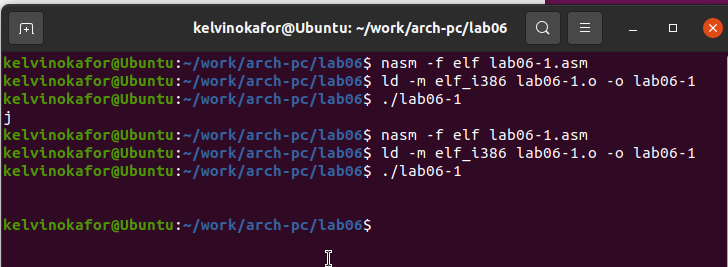 kelvinokafor@Ubuntu: ~/work/arch-pc/lab06
kelvinokafor@Ubuntu:~/work/arch-pc/lab06$ nasm -f elf lab06-1.asm
kelvinokafor@Ubuntu:~/work/arch-pc/lab06$ ld -m elf_i386 lab06-1.o -o lab06-1
kelvinokafor@Ubuntu:~/work/arch-pc/lab06$ ./lab06-1
j
kelvinokafor@Ubuntu:~/work/arch-pc/lab06$ nasm -f elf lab06-1.asm
kelvinokafor@Ubuntu:~/work/arch-pc/lab06$ ld -m elf_i386 lab06-1.o -o lab06-1
kelvinokafor@Ubuntu:~/work/arch-pc/lab06$ ./lab06-1
kelvinokafor@Ubuntu:~/work/arch-pc/lab06$